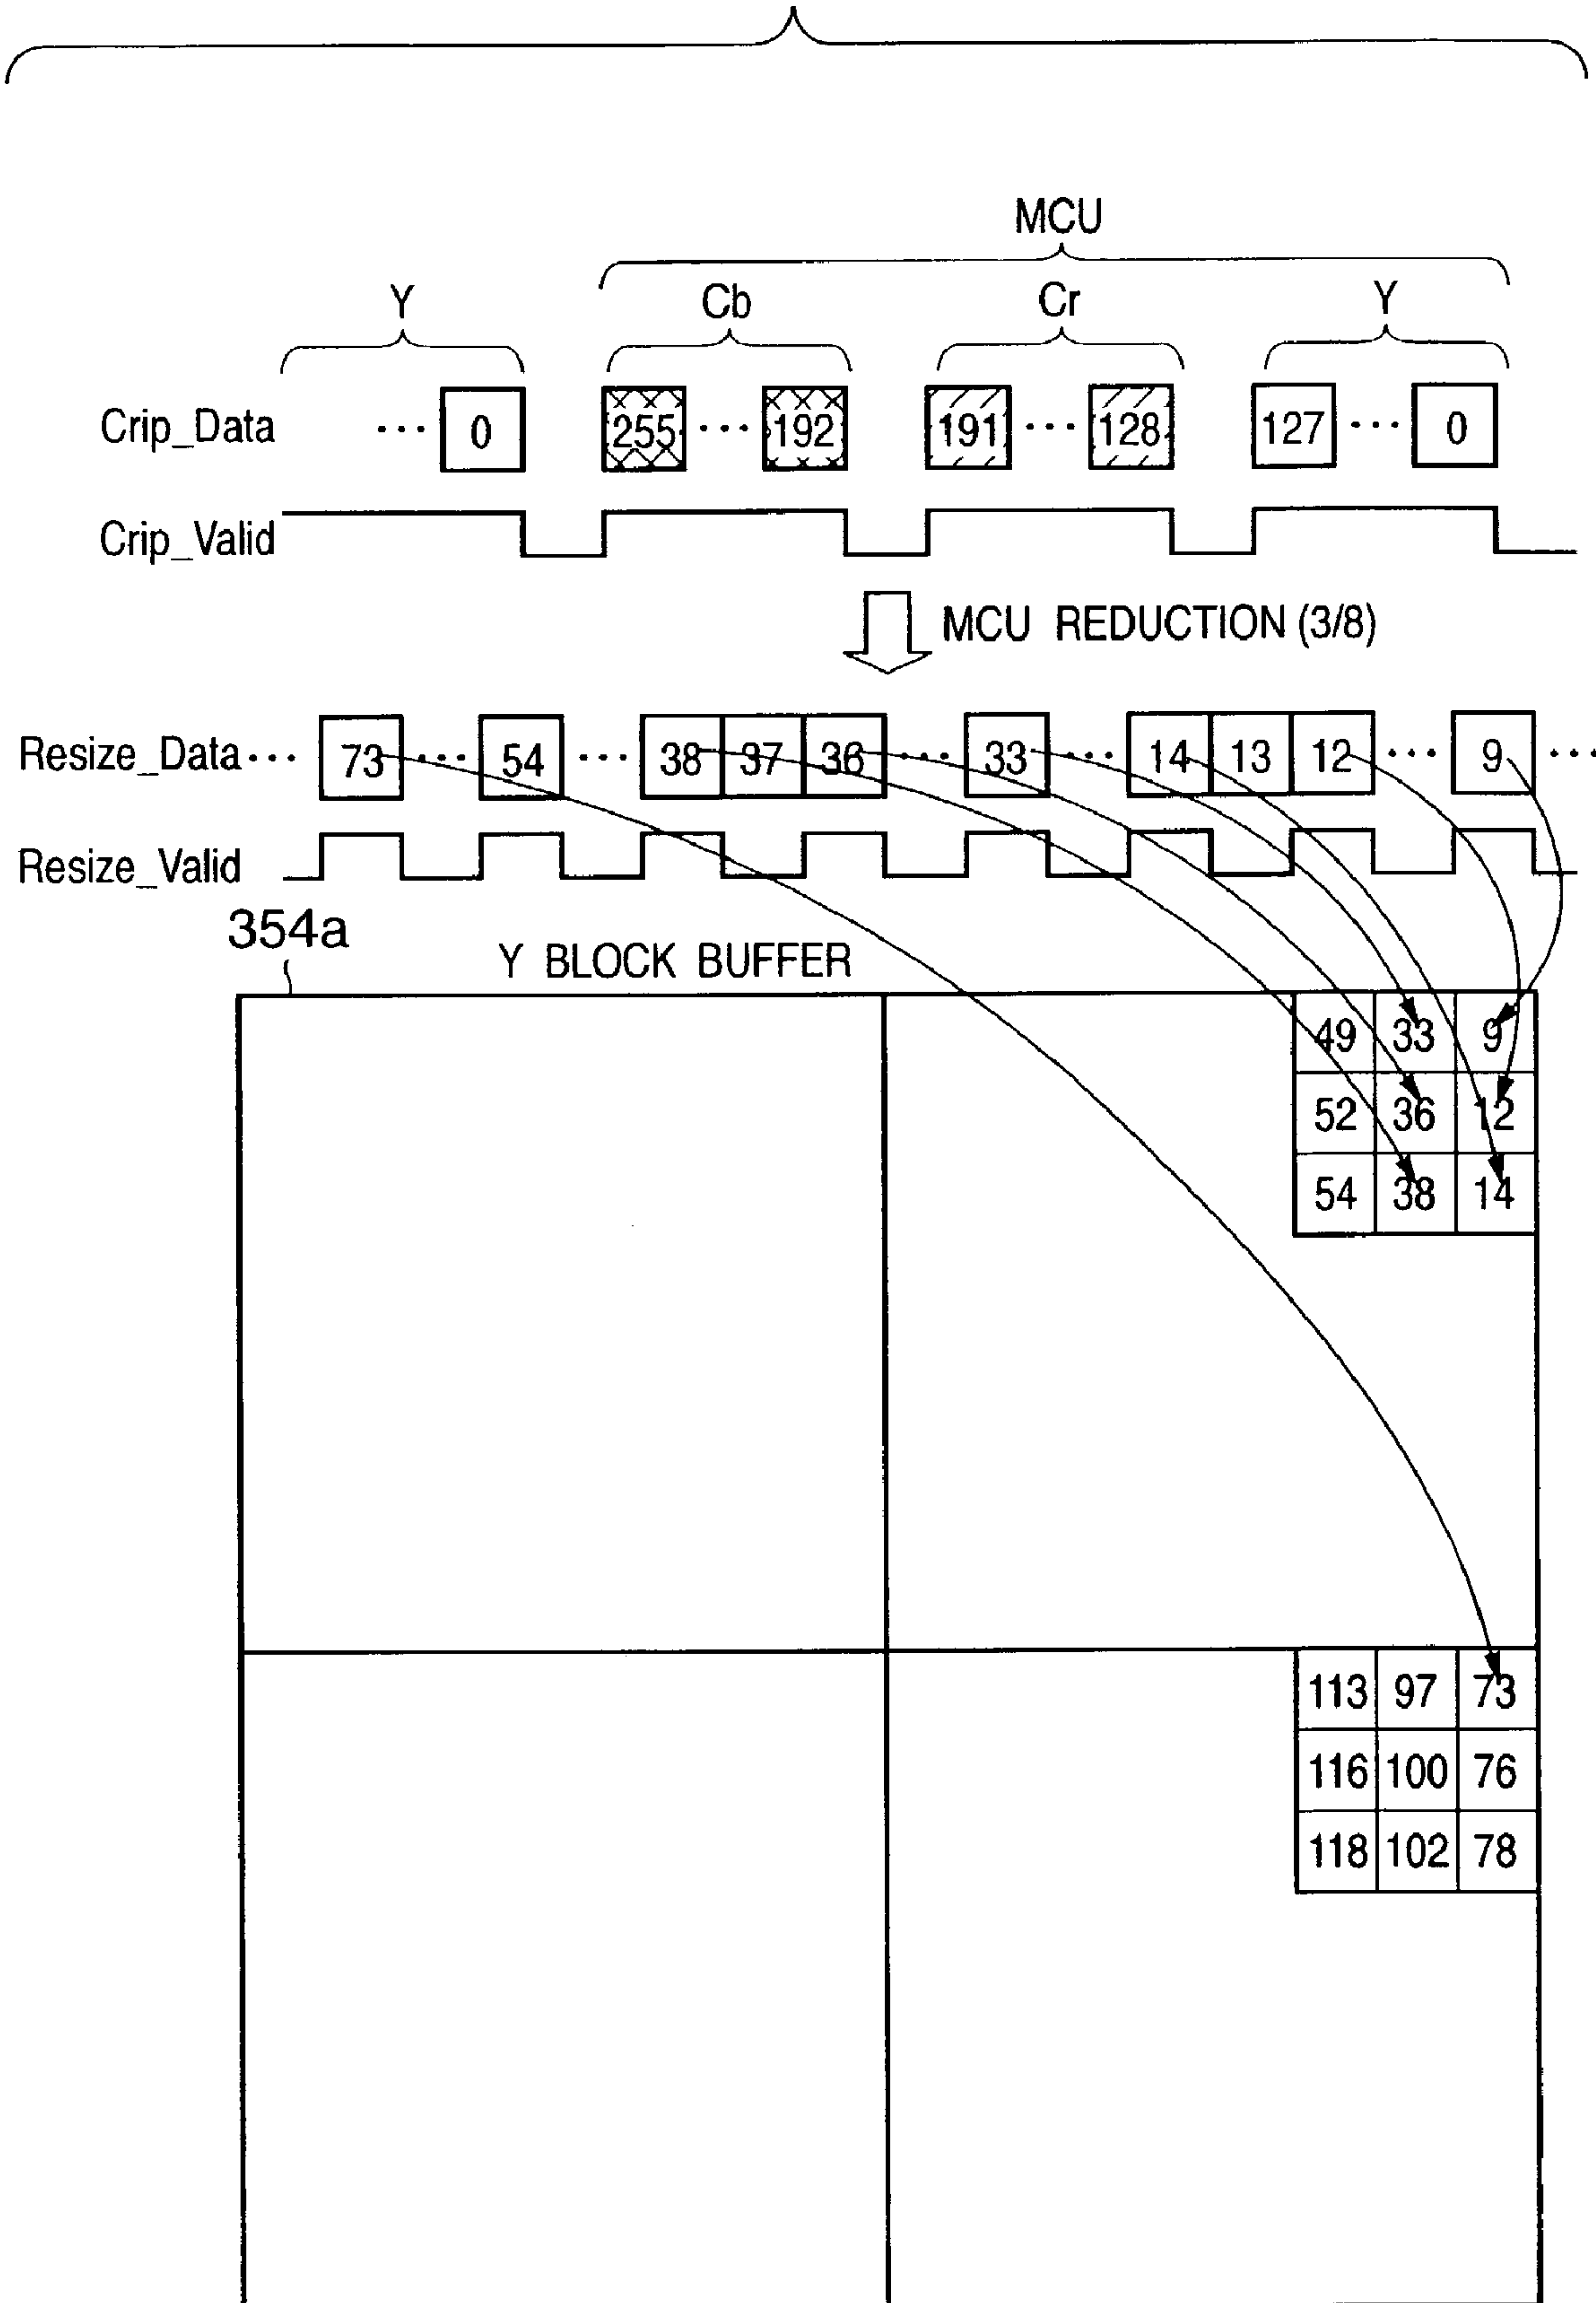 MCU
Y Cb Cr Y
Crip_Data ··· 0 255 ··· 192 191 ··· 128 127 ··· 0
Crip_Valid
MCU REDUCTION (3/8)
Resize_Data ··· 73 ··· 54 ··· 38 37 36 ··· 33 ··· 14 13 12 ··· 9 ···
Resize_Valid
354a
Y BLOCK BUFFER
49 33 9
52 36 12
54 38 14
113 97 73
116 100 76
118 102 78